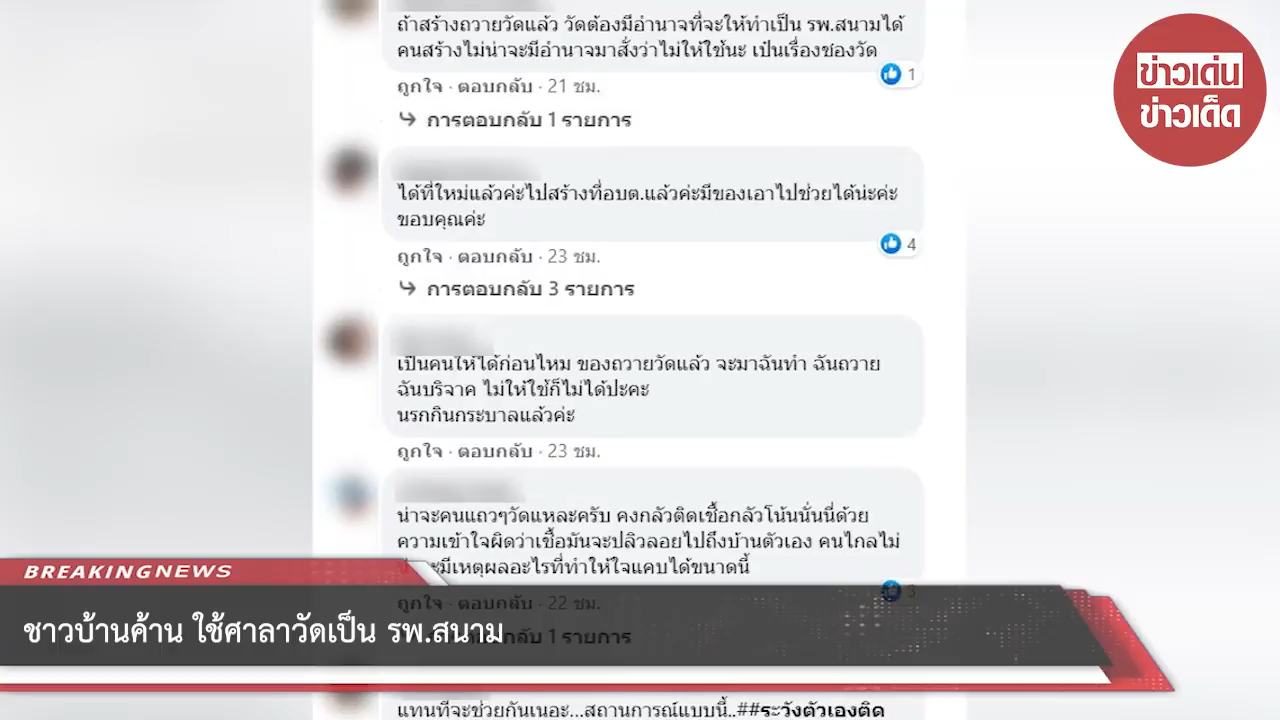 ถ้าสร้างถวายวัดแล้ว วัดต้องมีอำนาจที่จะให้ทำเป็น รพ.สนามได้
คนสร้างไม่น่าจะมีอำนาจมาสั่งว่าไม่ให้ใช้นะ เป่นเรื่องช่องวัด
ถูกใจ · ตอบกลับ · 21 ชม.
1
การตอบกลับ 1 รายการ
ข่าวเด่น
ข่าวเด็ด
ได้ที่ใหม่แล้วค่ะไปสร้างที่อบต.แล้วค่ะมีของเอาไปช่วยได้น่ะค่ะ
ขอบคุณค่ะ
ถูกใจ · ตอบกลับ · 23 ชม.
4
การตอบกลับ 3 รายการ
เป็นคนให้ได้ก่อนไหม ของถวายวัดแล้ว จะมาฉันทำ ฉันถวาย
ฉันบริจาค ไม่ให้ใช้ก็ไม่ได้ปะคะ
นรกกินกระบาลแล้วค่ะ
ถูกใจ · ตอบกลับ · 23 ชม.
น่าจะคนแถวๆวัดแหละครับ คงกลัวติดเชื้อกลัวโน้นนั่นนี่ด้วย
ความเข้าใจผิดว่าเชื้อมันจะปลิวลอยไปถึงบ้านตัวเอง คนไกลไม่
มีเหตุผลอะไรที่ทำให้ใจแคบได้ขนาดนี้
BREAKINGNEWS
ถูกใจ · ตอบกลับ · 22 ชม.
3
ชาวบ้านค้าน ใช้ศาลาวัดเป็น รพ.สนาม
การตอบกลับ 1 รายการ
แทนที่จะช่วยกันเนอะ...สถานการณ์แบบนี้..##ระวังตัวเองติด